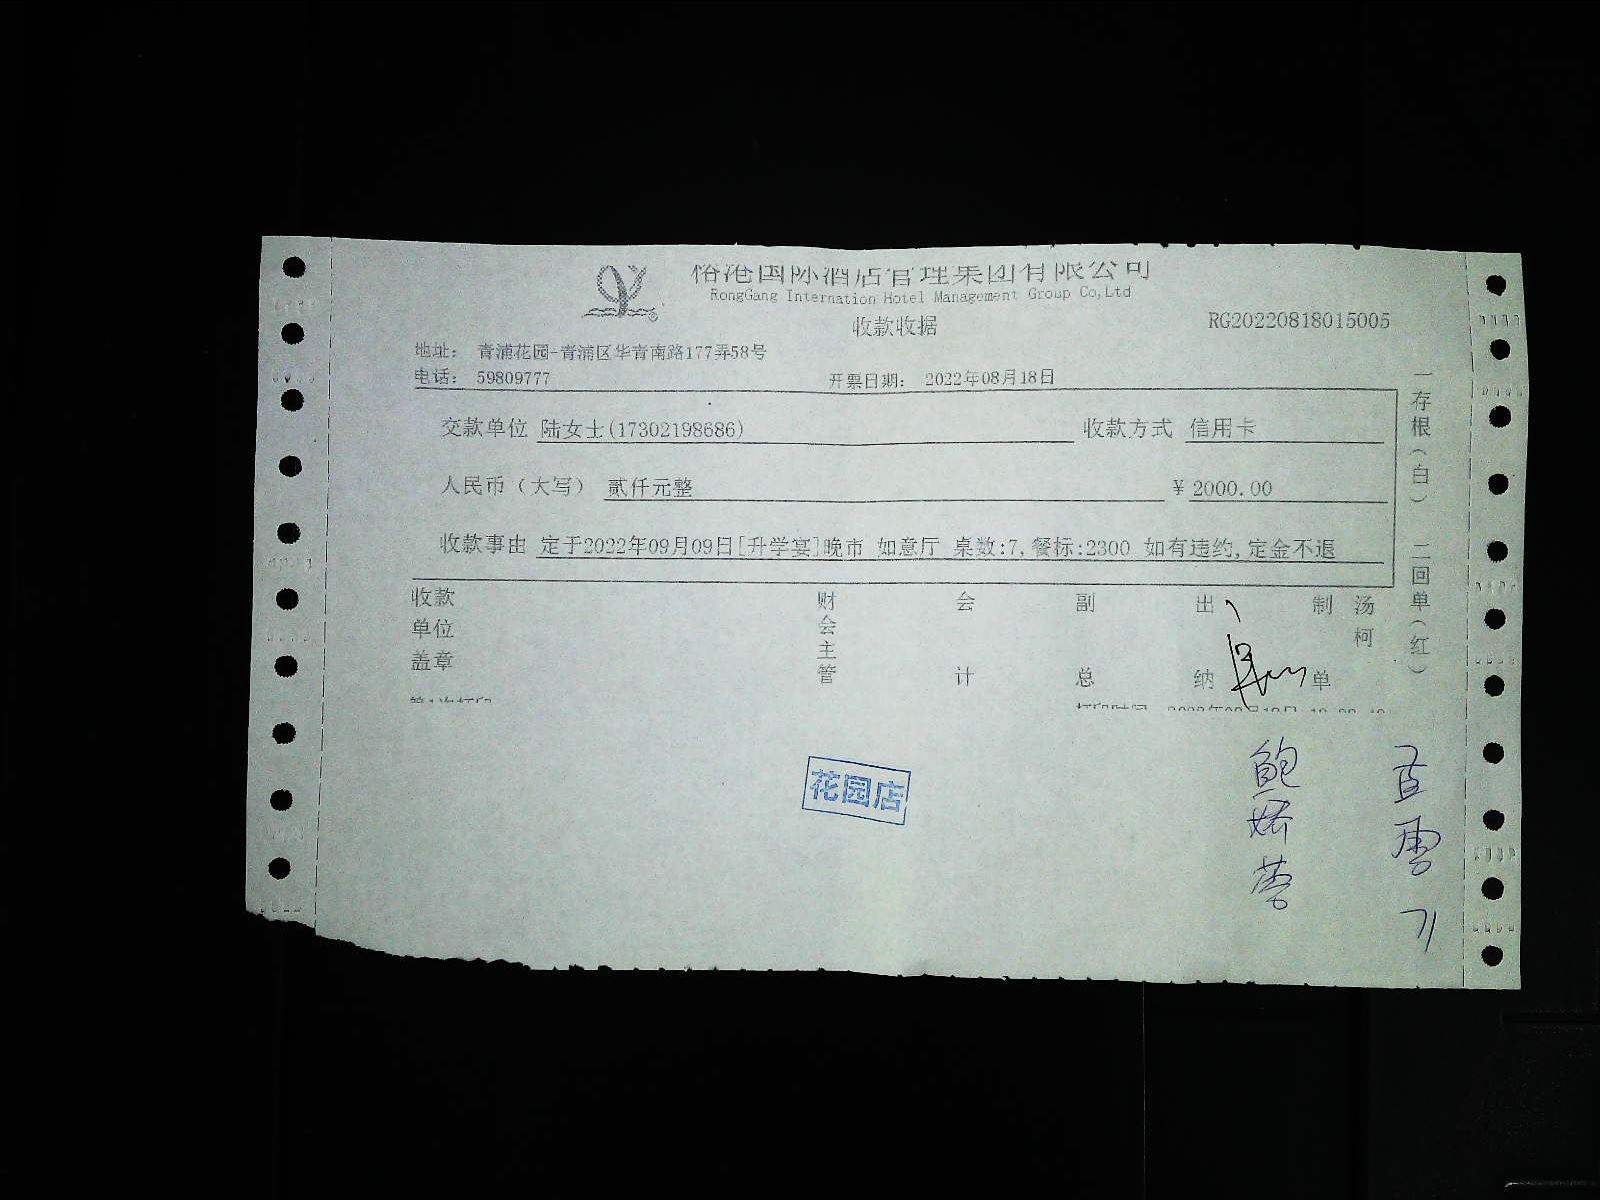 国际酒店管理集团有限公司
RongGang Internation Hotel Management Group Co,Ltd
收款收据
RG20220818015005
地址： 青浦花园-青浦区华青南路177弄58号
电话： 59809777
开票日期： 2022年08月18日
交款单位 陆女士(17302198686)
收款方式 信用卡
人民币（大写） 贰仟元整
￥ 2000.00
收款事由 定于2022年09月09日[升学宴]晚市 如意厅 桌数:7,餐标:2300 如有违约,定金不退
一存根（白） 二回单（红）
收款单位盖章
财会主管
会计
副总
出纳
制单
汤柯
花园店
鲍娇蓉